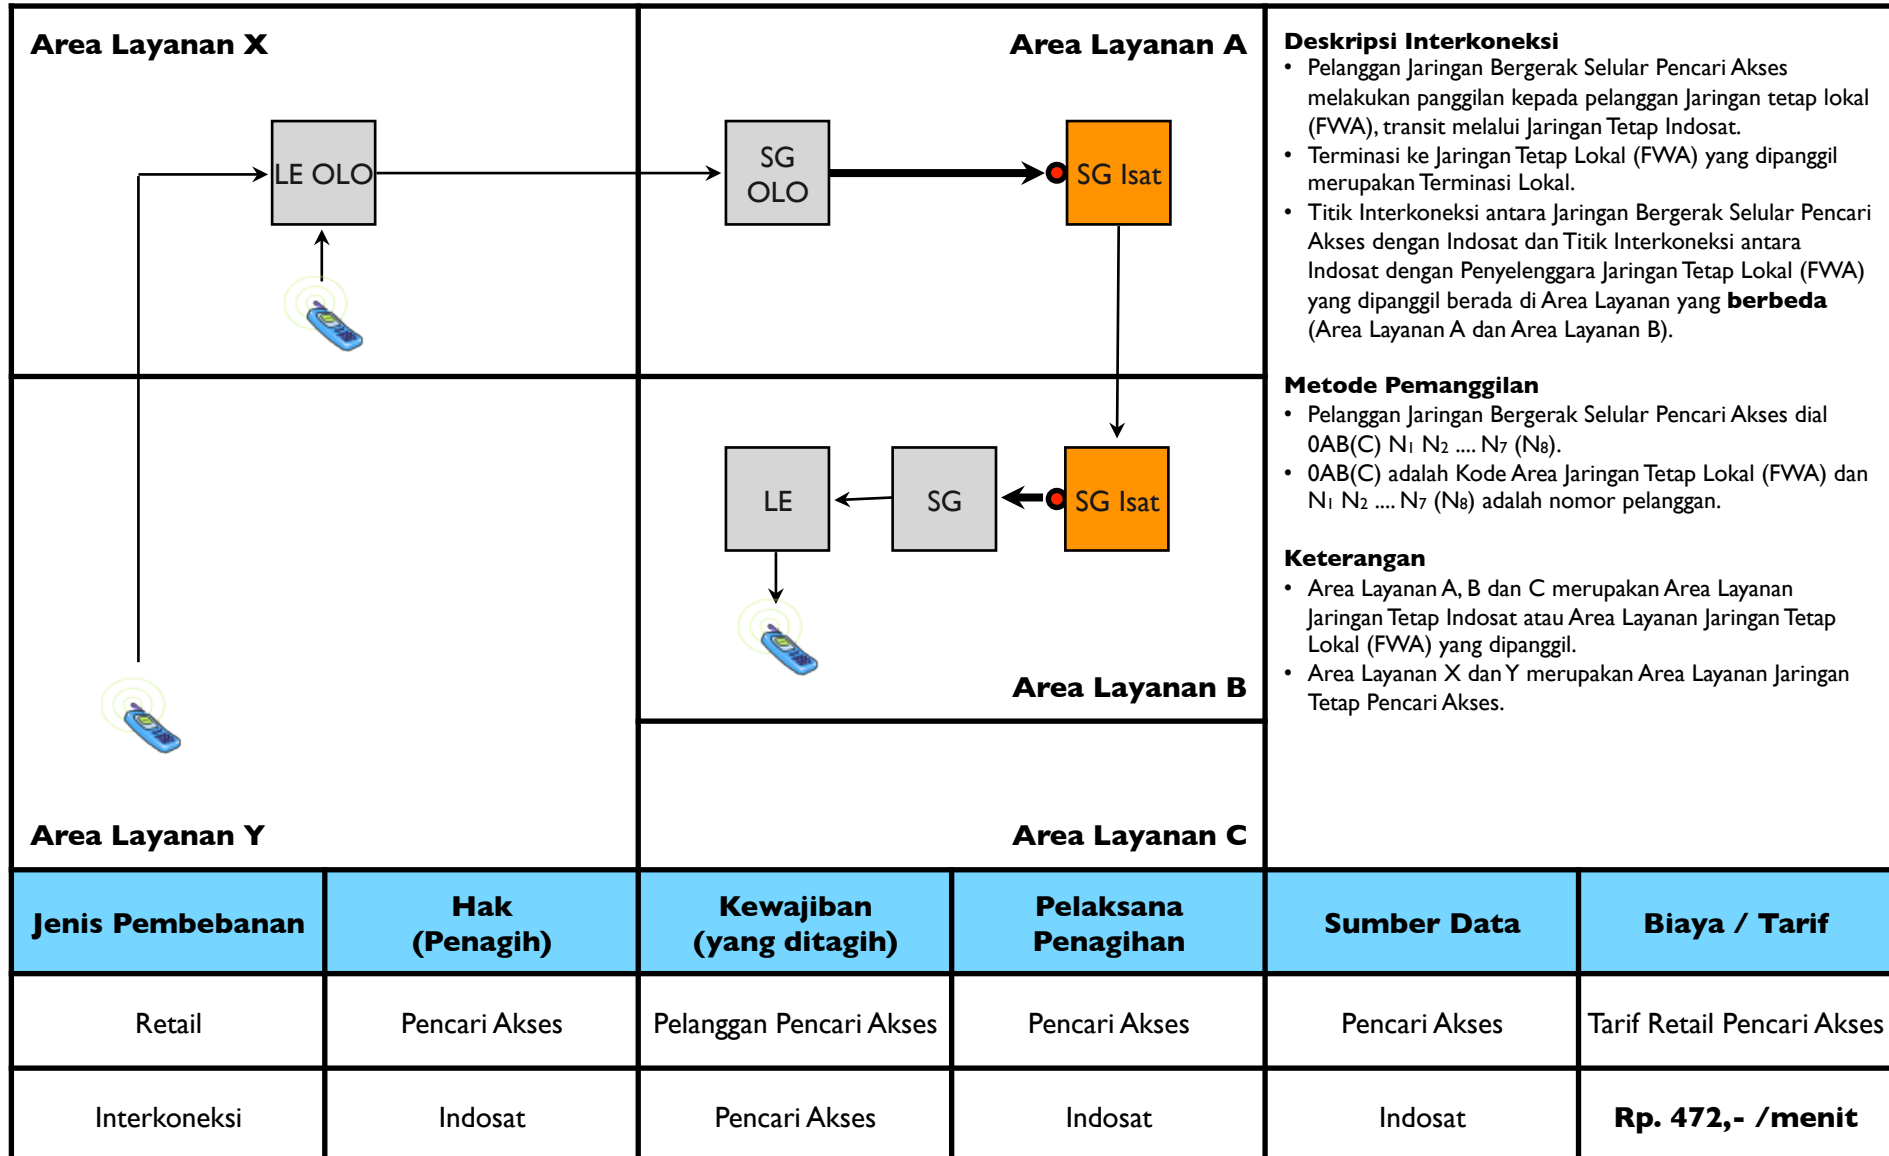 Area Layanan X
Area Layanan A
LE OLO
SG
OLO
SG Isat
LE
SG
SG Isat
Area Layanan B
Area Layanan Y
Area Layanan C
Deskripsi Interkoneksi
• Pelanggan Jaringan Bergerak Selular Pencari Akses
melakukan panggilan kepada pelanggan Jaringan tetap lokal
(FWA), transit melalui Jaringan Tetap Indosat.
• Terminasi ke Jaringan Tetap Lokal (FWA) yang dipanggil
merupakan Terminasi Lokal.
• Titik Interkoneksi antara Jaringan Bergerak Selular Pencari
Akses dengan Indosat dan Titik Interkoneksi antara
Indosat dengan Penyelenggara Jaringan Tetap Lokal (FWA)
yang dipanggil berada di Area Layanan yang berbeda
(Area Layanan A dan Area Layanan B).
Metode Pemanggilan
• Pelanggan Jaringan Bergerak Selular Pencari Akses dial
0AB(C) N1 N2 .... N7 (N8).
• 0AB(C) adalah Kode Area Jaringan Tetap Lokal (FWA) dan
N1 N2 .... N7 (N8) adalah nomor pelanggan.
Keterangan
• Area Layanan A, B dan C merupakan Area Layanan
Jaringan Tetap Indosat atau Area Layanan Jaringan Tetap
Lokal (FWA) yang dipanggil.
• Area Layanan X dan Y merupakan Area Layanan Jaringan
Tetap Pencari Akses.
Jenis Pembebanan
Hak
(Penagih)
Kewajiban
(yang ditagih)
Pelaksana
Penagihan
Sumber Data
Biaya / Tarif
Retail
Pencari Akses
Pelanggan Pencari Akses
Pencari Akses
Pencari Akses
Tarif Retail Pencari Akses
Interkoneksi
Indosat
Pencari Akses
Indosat
Indosat
Rp. 472,- /menit